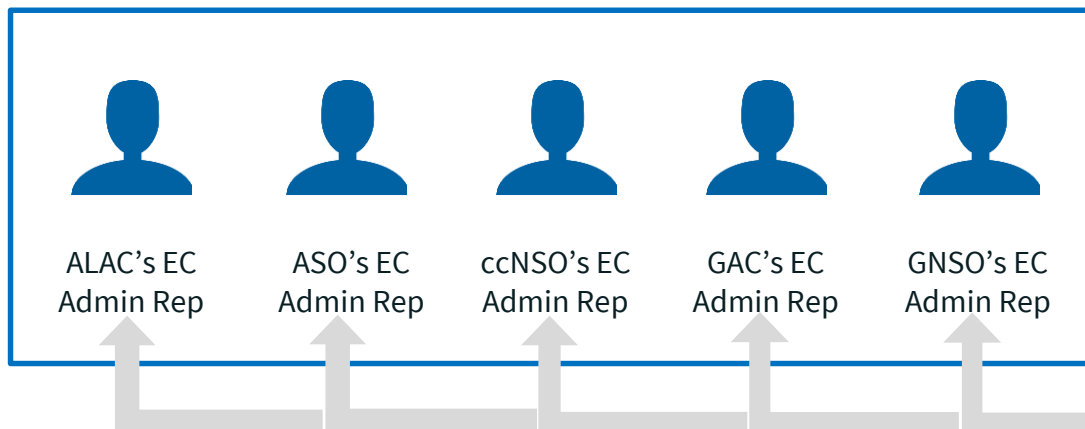 ALAC’s EC
Admin Rep
ASO’s EC
Admin Rep
ccNSO’s EC
Admin Rep
GAC’s EC
Admin Rep
GNSO’s EC
Admin Rep